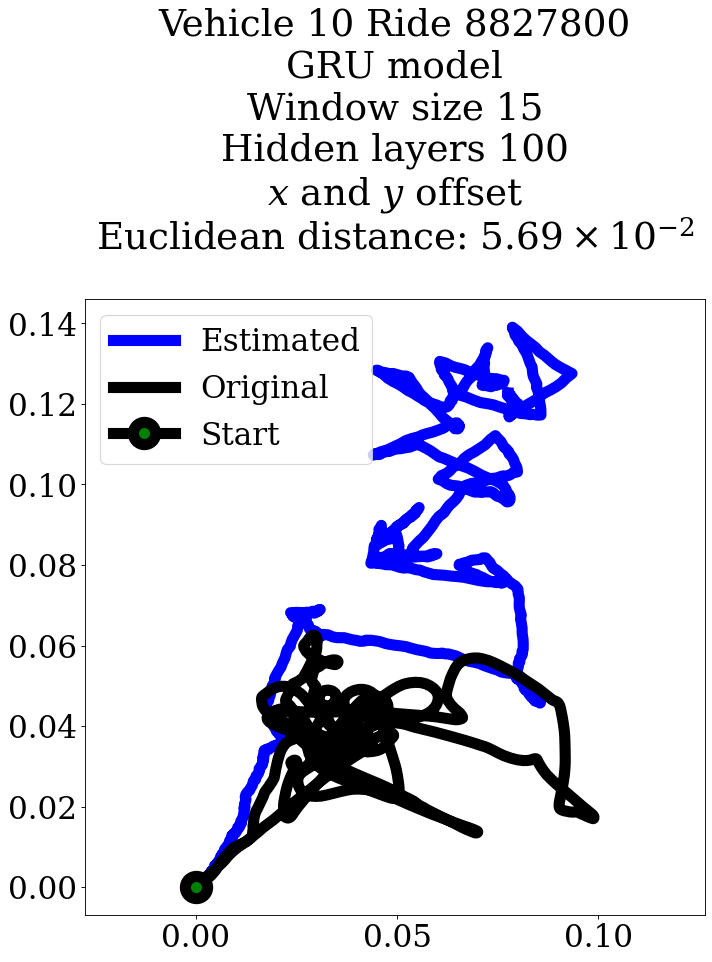 Vehicle 10 Ride 8827800
GRU model
Window size 15
Hidden layers 100
x and y offset
Euclidean distance: 5.69 × 10⁻²
Estimated
Original
Start
0.14
0.12
0.10
0.08
0.06
0.04
0.02
0.00
0.00 0.05 0.10